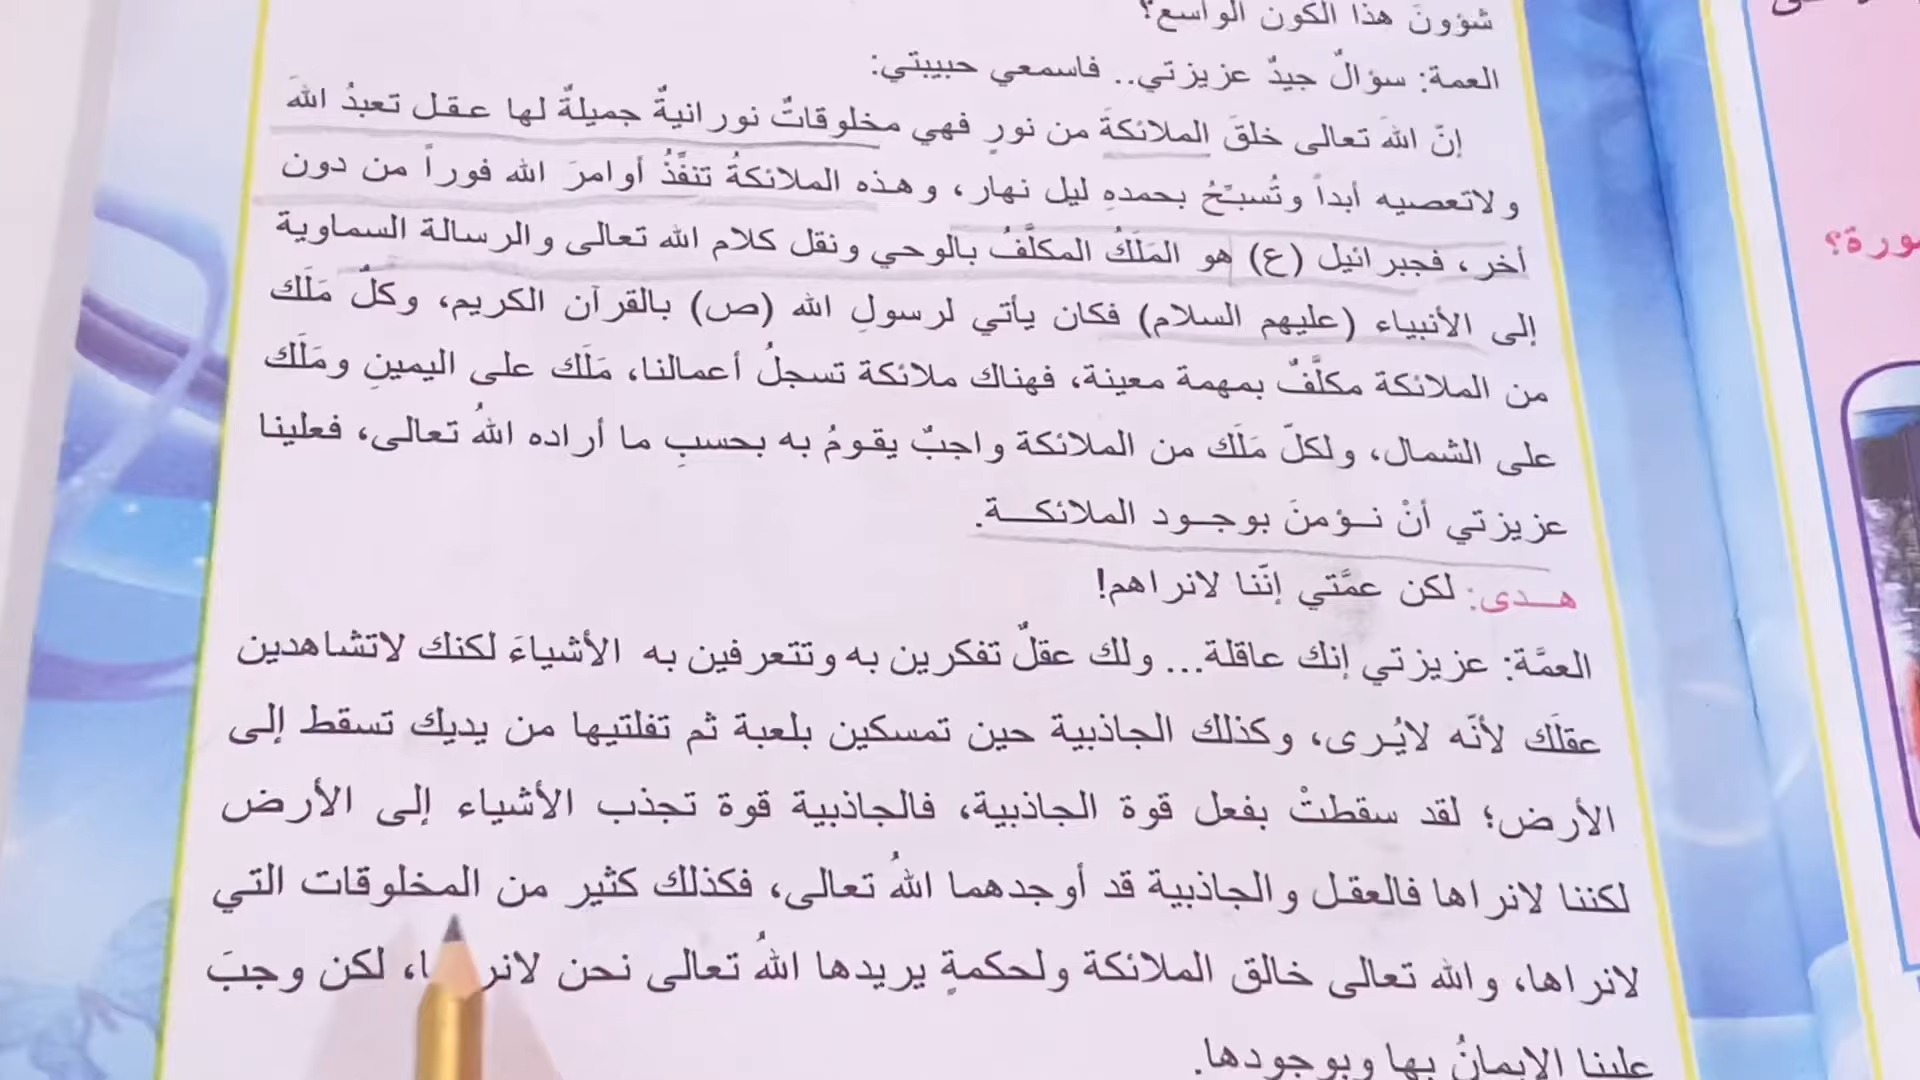 شؤونَ هذا الكون الواسع؟
العمة: سؤالٌ جيدٌ عزيزتي.. فاسمعي حبيبتي:
إنّ اللهَ تعالى خلقَ الملائكةَ من نورٍ فهي مخلوقاتٌ نورانيةٌ جميلةٌ لها عقل تعبدُ اللهَ
ولاتعصيه أبداً وتُسبّحُ بحمدهِ ليل نهار، وهذه الملائكةُ تنفّذُ أوامرَ الله فوراً من دون
أخر، فجبرائيل (ع) هو المَلَكُ المكلَّفُ بالوحي ونقل كلام الله تعالى والرسالة السماوية
إلى الأنبياء (عليهم السلام) فكان يأتي لرسولِ الله (ص) بالقرآن الكريم، وكلُّ مَلَك
من الملائكة مكلَّفٌ بمهمة معينة، فهناك ملائكة تسجلُ أعمالنا، مَلَك على اليمينِ ومَلَك
على الشمال، ولكلّ مَلَك من الملائكة واجبٌ يقومُ به بحسبِ ما أراده اللهُ تعالى، فعلينا
عزيزتي أنْ نـؤمنَ بوجـود الملائكـــة.
هـــدى: لكن عمَّتي إنّنا لانراهم!
العمَّة: عزيزتي إنك عاقلة... ولك عقلٌ تفكرين به وتتعرفين به الأشياءَ لكنك لاتشاهدين
عقلَك لأنّه لايُرى، وكذلك الجاذبية حين تمسكين بلعبة ثم تفلتيها من يديك تسقط إلى
الأرض؛ لقد سقطتْ بفعل قوة الجاذبية، فالجاذبية قوة تجذب الأشياء إلى الأرض
لكننا لانراها فالعقل والجاذبية قد أوجدهما اللهُ تعالى، فكذلك كثير من المخلوقات التي
لانراها، والله تعالى خالق الملائكة ولحكمةٍ يريدها اللهُ تعالى نحن لانر ا، لكن وجبَ
علينا الإيمانُ بها وبوجودها.